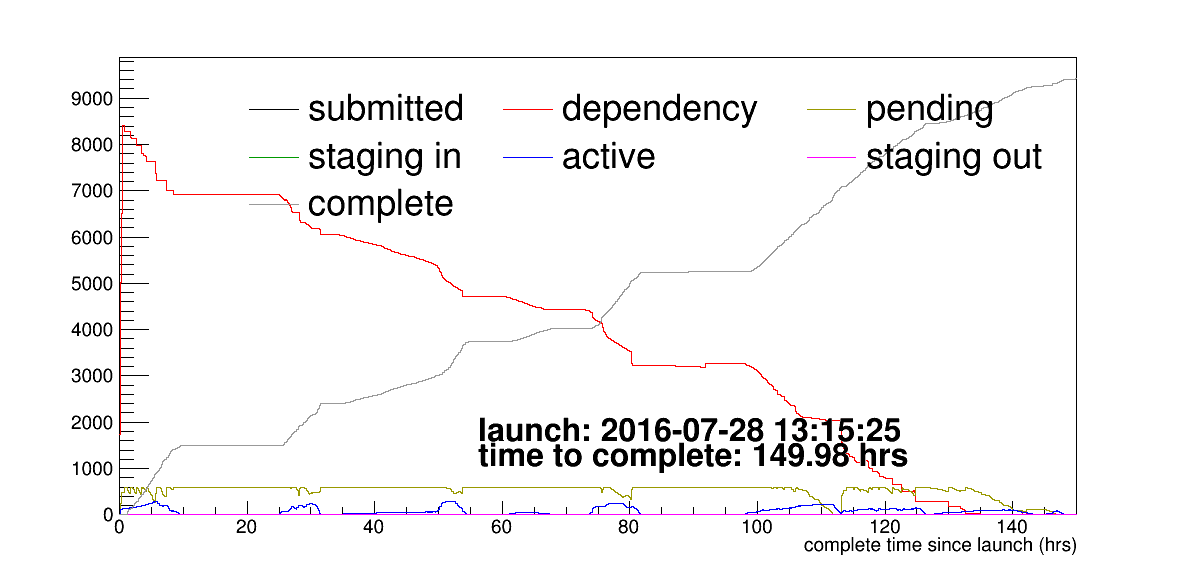 9000
8000
7000
6000
5000
4000
3000
2000
1000
0
submitted dependency pending
staging in active staging out
complete
launch: 2016-07-28 13:15:25
time to complete: 149.98 hrs
0 20 40 60 80 100 120 140
complete time since launch (hrs)